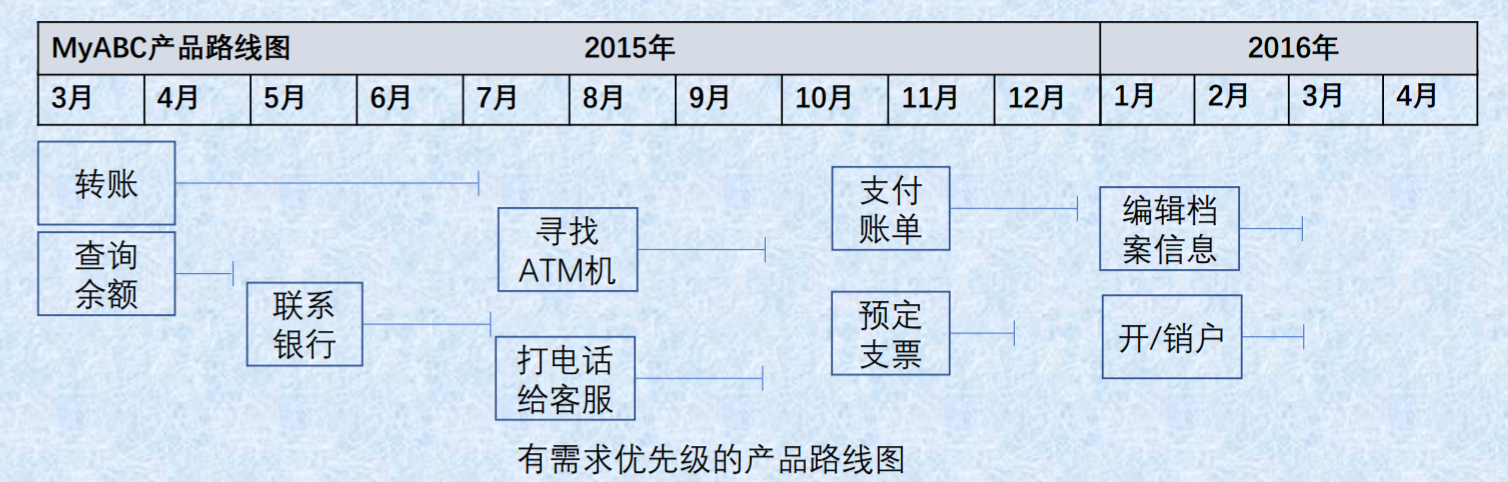 MyABC产品路线图 2015年 2016年
3月 4月 5月 6月 7月 8月 9月 10月 11月 12月 1月 2月 3月 4月
转账
查询
余额
联系
银行
寻找
ATM机
打电话
给客服
支付
账单
预定
支票
编辑档
案信息
开/销户
有需求优先级的产品路线图